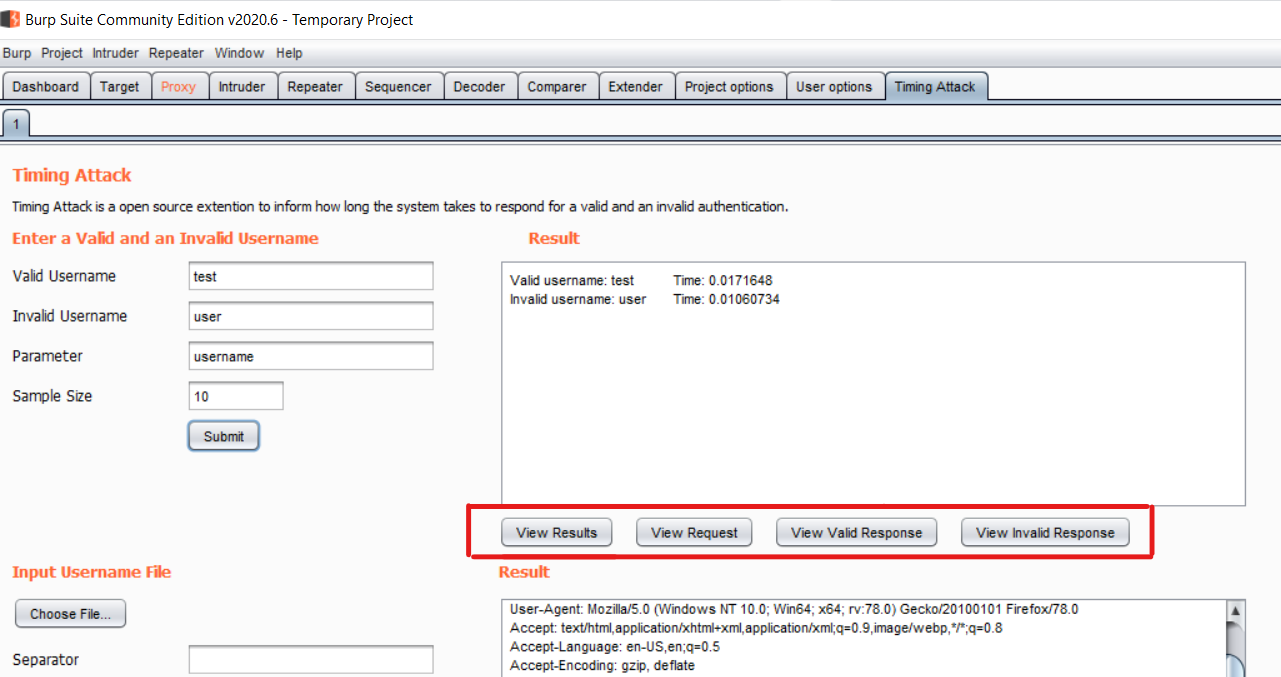 Burp Suite Community Edition v2020.6 - Temporary Project
Burp Project Intruder Repeater Window Help
Dashboard Target Proxy Intruder Repeater Sequencer Decoder Comparer Extender Project options User options Timing Attack
1
Timing Attack
Timing Attack is a open source extention to inform how long the system takes to respond for a valid and an invalid authentication.
Enter a Valid and an Invalid Username
Valid Username test
Invalid Username user
Parameter username
Sample Size 10
Submit
Result
Valid username: test Time: 0.0171648
Invalid username: user Time: 0.01060734
View Results View Request View Valid Response View Invalid Response
Input Username File
Choose File...
Separator
Result
User-Agent: Mozilla/5.0 (Windows NT 10.0; Win64; x64; rv:78.0) Gecko/20100101 Firefox/78.0
Accept: text/html,application/xhtml+xml,application/xml;q=0.9,image/webp,*/*;q=0.8
Accept-Language: en-US,en;q=0.5
Accept-Encoding: gzip, deflate